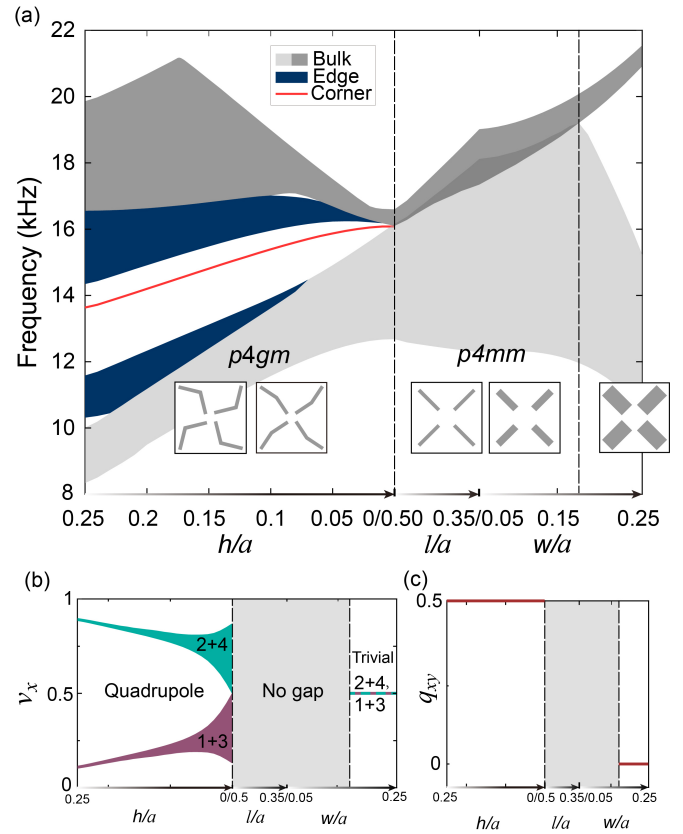 (a)
22
20
18
16
14
12
10
8
Frequency (kHz)
Bulk
Edge
Corner
p4gm
p4mm
0.25 0.2 0.15 0.1 0.05 0/0.50 0.35/0.05 0.15 0.25
h/a l/a w/a
(b)
1
0.5
0
νx
2+4
Quadrupole
1+3
No gap
Trivial
2+4,
1+3
0.25 0/0.5 0.35/0.05 0.25
h/a l/a w/a
(c)
0.5
0
qxy
0.25 0/0.5 0.35/0.05 0.25
h/a l/a w/a